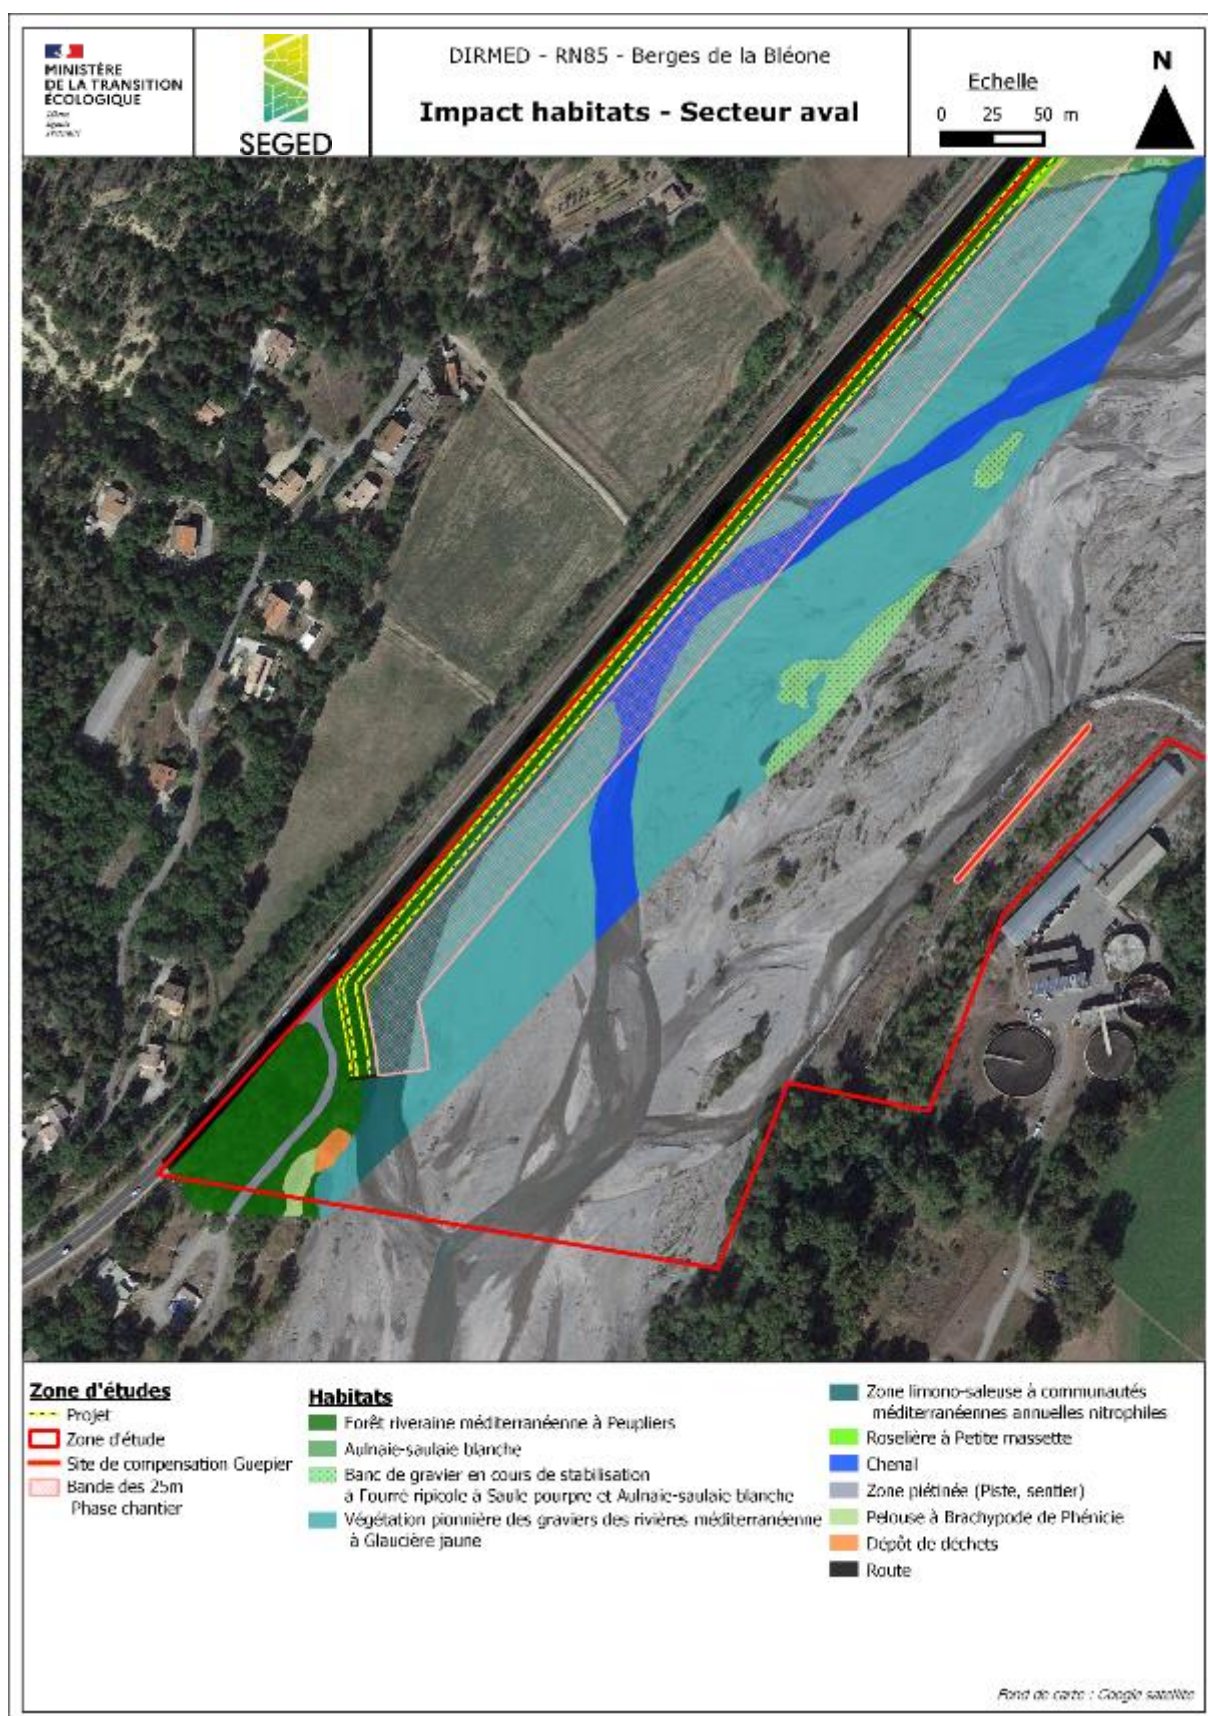 MINISTÈRE
DE LA TRANSITION
ÉCOLOGIQUE
SEGED
DIRMED - RN85 - Berges de la Bléone
Impact habitats - Secteur aval
Echelle
0 25 50 m
N
Zone d'études
Projet
Zone d'étude
Site de compensation Guepier
Bande des 25m
Phase chantier
Habitats
Forêt riveraine méditerranéenne à Peupliers
Aulnaie-saulaie blanche
Banc de gravier en cours de stabilisation
à Fourré ripicole à Saule pourpre et Aulnaie-saulaie blanche
Végétation pionnière des graviers des rivières méditerranéenne
à Glaucière jaune
Zone limono-saleuse à communautés
méditerranéennes annuelles nitrophiles
Roselière à Petite massette
Chenal
Zone piétinée (Piste, sentier)
Pelouse à Brachypode de Phénicie
Dépôt de déchets
Route
Fond de carte : Google satellite